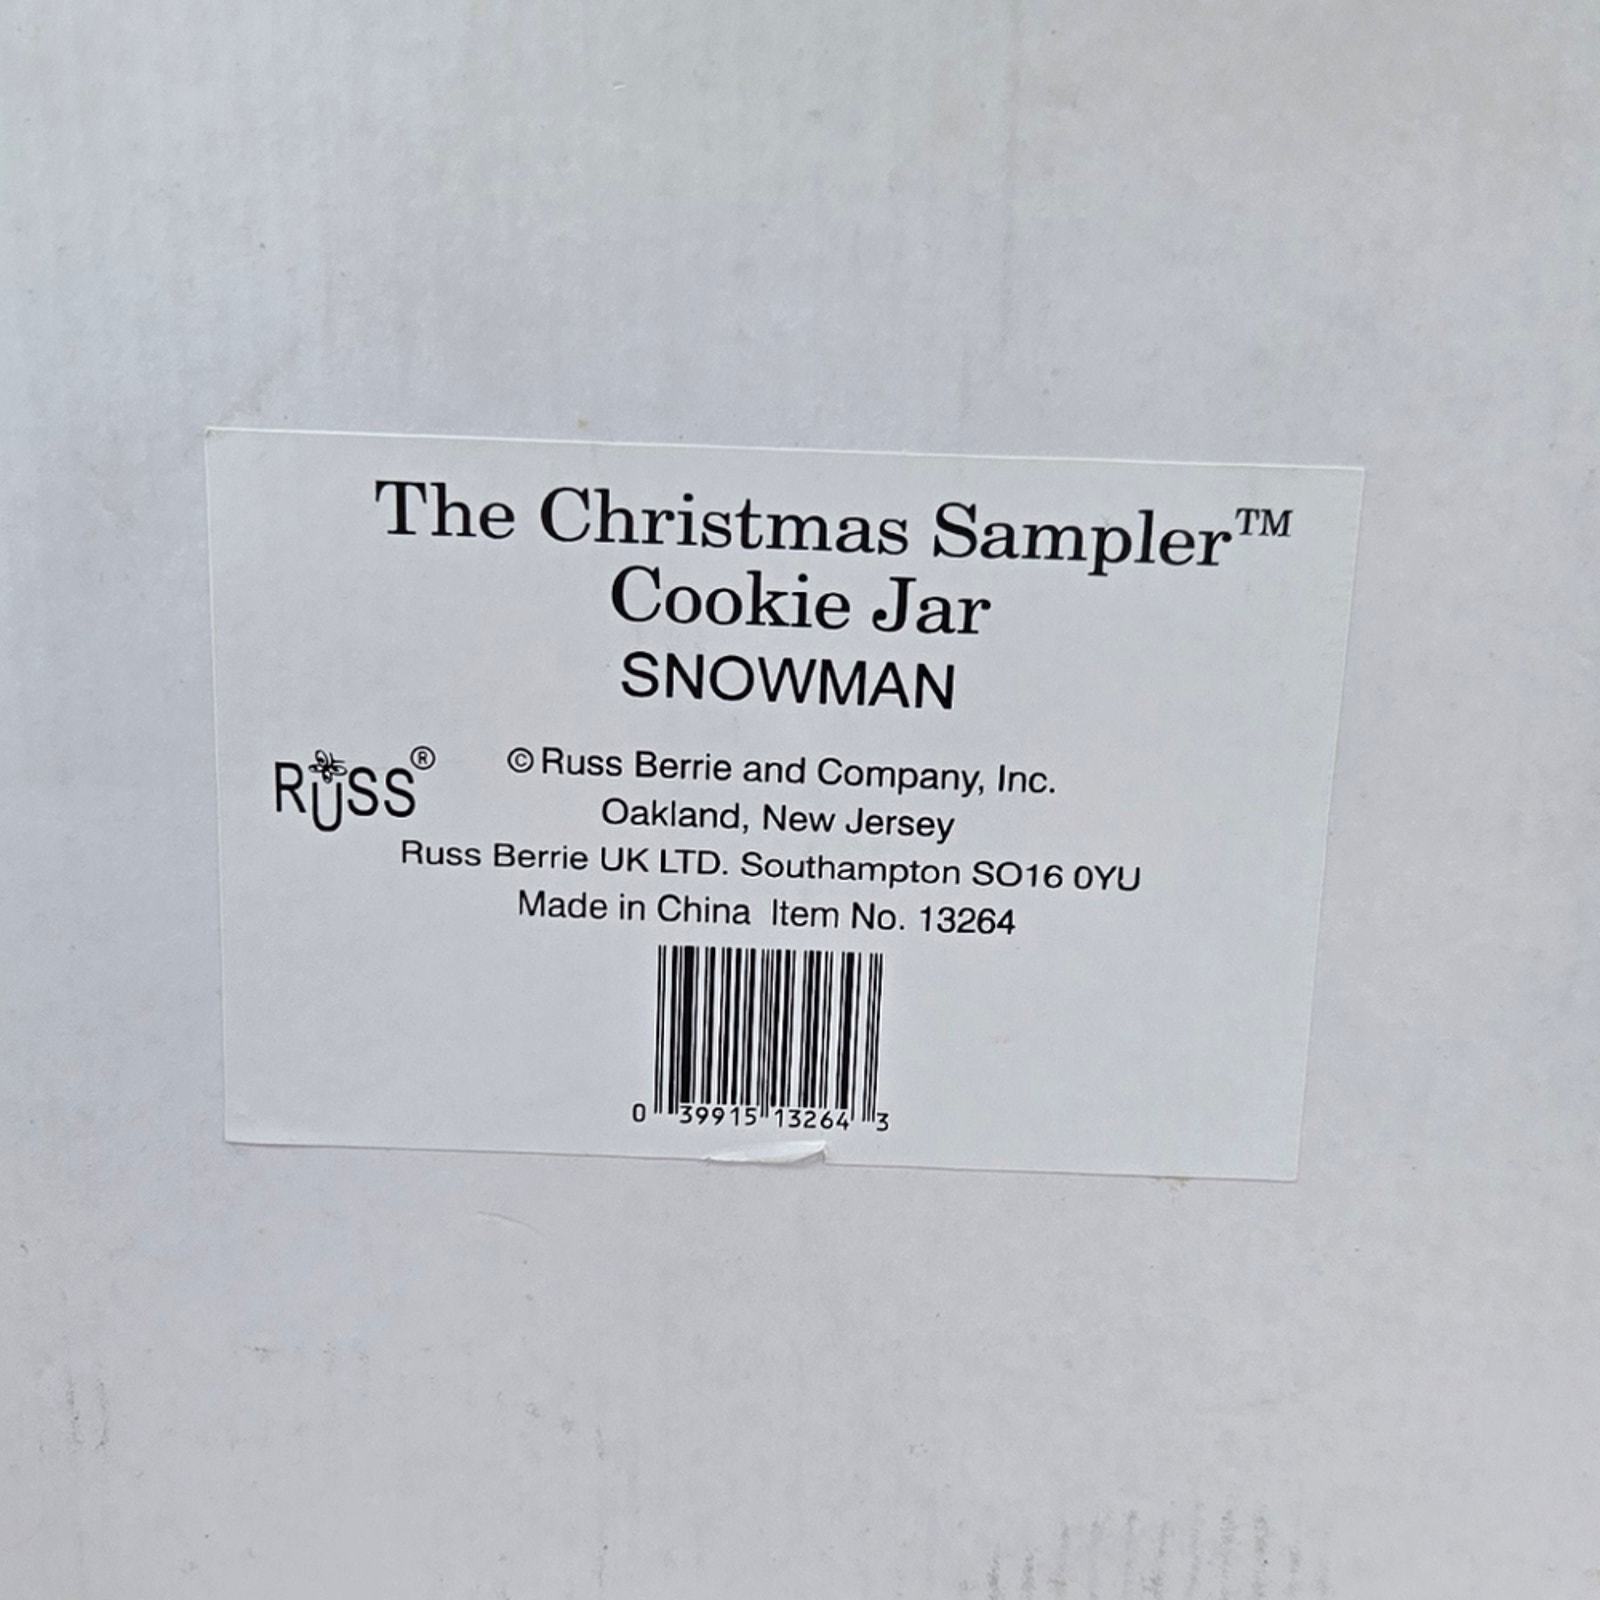 The Christmas Sampler™
Cookie Jar
SNOWMAN
RUSS®
© Russ Berrie and Company, Inc.
Oakland, New Jersey
Russ Berrie UK LTD. Southampton SO16 0YU
Made in China Item No. 13264
0 39915 13264 3